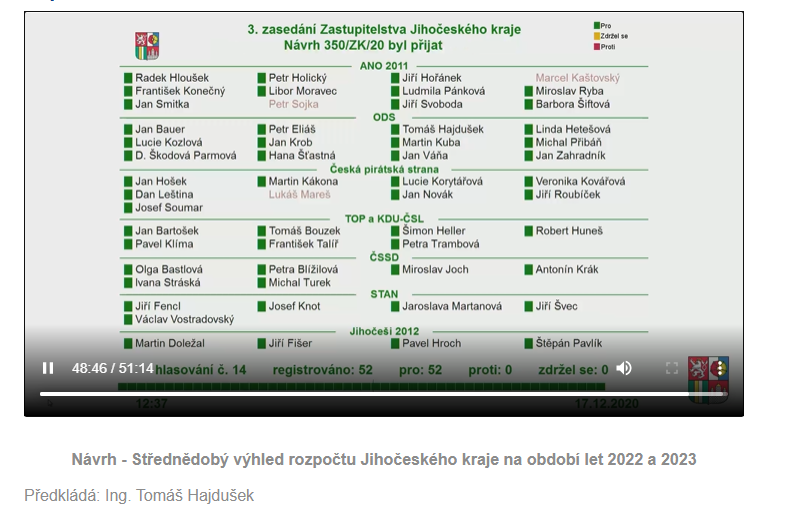 3. zasedání Zastupitelstva Jihočeského kraje
Návrh 350/ZK/20 byl přijat
Pro
Zdržel se
Proti
ANO 2011
Radek Hloušek Petr Holický Jiří Hořánek Marcel Kaštovský
František Konečný Libor Moravec Ludmila Pánková Miroslav Ryba
Jan Smitka Petr Sojka Jiří Svoboda Barbora Šiftová
ODS
Jan Bauer Petr Eliáš Tomáš Hajdušek Linda Hetešová
Lucie Kozlová Jan Krob Martin Kuba Michal Přibáň
D. Škodová Parmová Hana Šťastná Jan Váňa Jan Zahradník
Česká pirátská strana
Jan Hošek Martin Kákona Lucie Korytářová Veronika Kovářová
Dan Leština Lukáš Mareš Jan Novák Jiří Roubíček
Josef Soumar
TOP a KDU-ČSL
Jan Bartošek Tomáš Bouzek Šimon Heller Robert Huneš
Pavel Klíma František Talíř Petra Trambová
ČSSD
Olga Bastlová Petra Blížilová Miroslav Joch Antonín Krák
Ivana Stráská Michal Turek
STAN
Jiří Fencl Josef Knot Jaroslava Martanová Jiří Švec
Václav Vostradovský
Jihočeši 2012
Martin Doležal Jiří Fišer Pavel Hroch Štěpán Pavlík
48:46 / 51:14 hlasování č. 14 registrováno: 52 pro: 52 proti: 0 zdržel se: 0
12:37 17.12.2020
Návrh - Střednědobý výhled rozpočtu Jihočeského kraje na období let 2022 a 2023
Předkládá: Ing. Tomáš Hajdušek